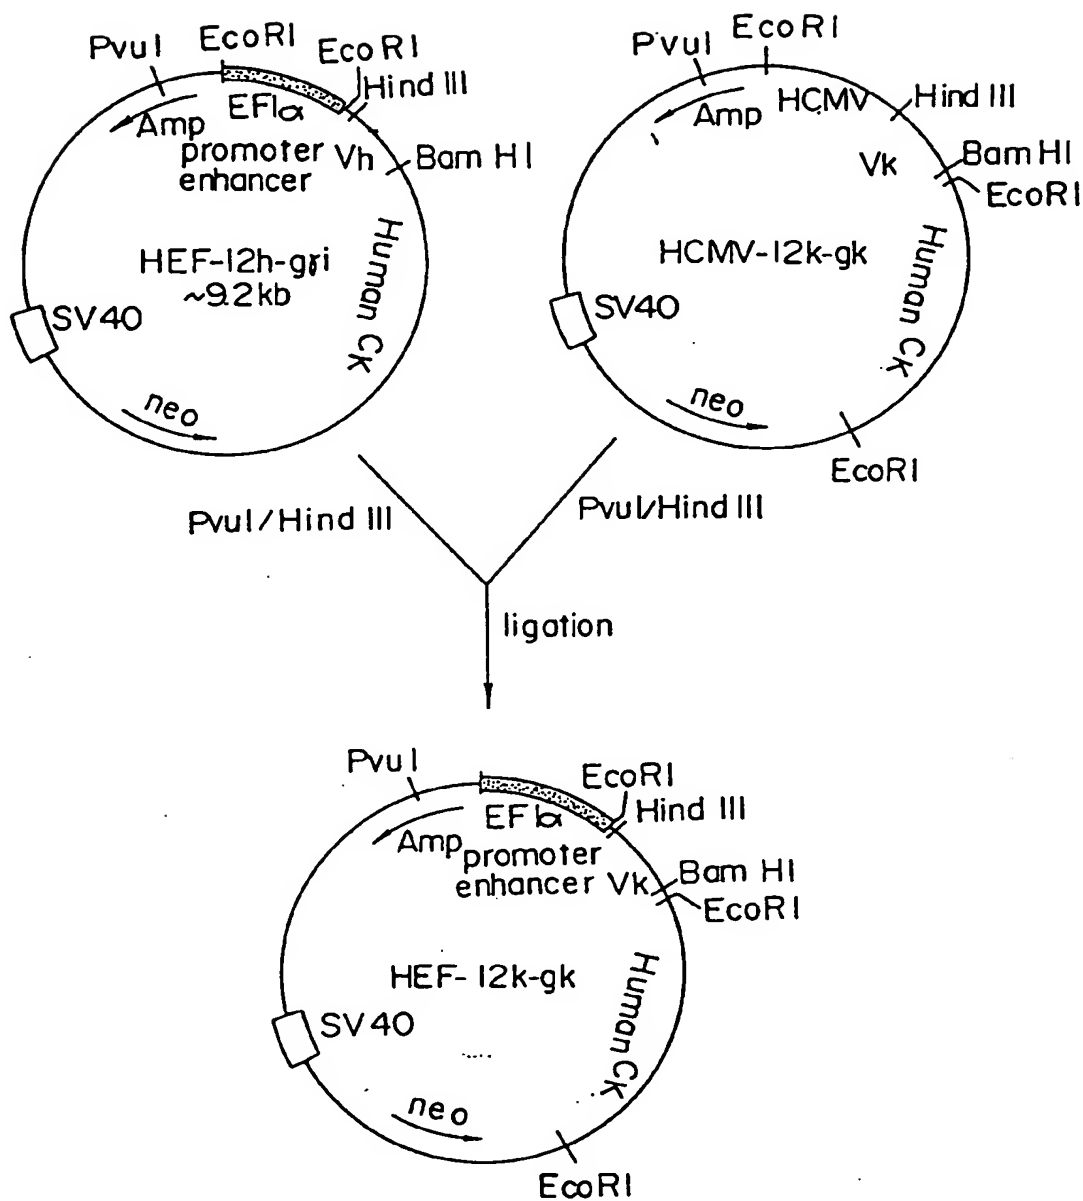 PvuI
EcoRI
EcoRI
Hind III
EF1α
Amp
promoter
enhancer
Vh
Bam HI
HEF-12h-gγi
~9.2kb
Human Cκ
SV40
neo
PvuI
EcoRI
HCMV
Hind III
Amp
Vk
Bam HI
EcoRI
HCMV-12k-gk
Human Cκ
SV40
neo
EcoRI
PvuI/Hind III
PvuI/Hind III
ligation
PvuI
EcoRI
Hind III
EF1α
Amp
promoter
enhancer
Vk
Bam HI
EcoRI
HEF-12k-gk
Human Cκ
SV40
neo
EcoRI